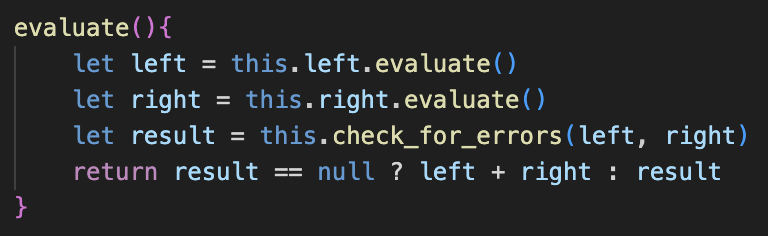 evaluate(){
    let left = this.left.evaluate()
    let right = this.right.evaluate()
    let result = this.check_for_errors(left, right)
    return result == null ? left + right : result
}